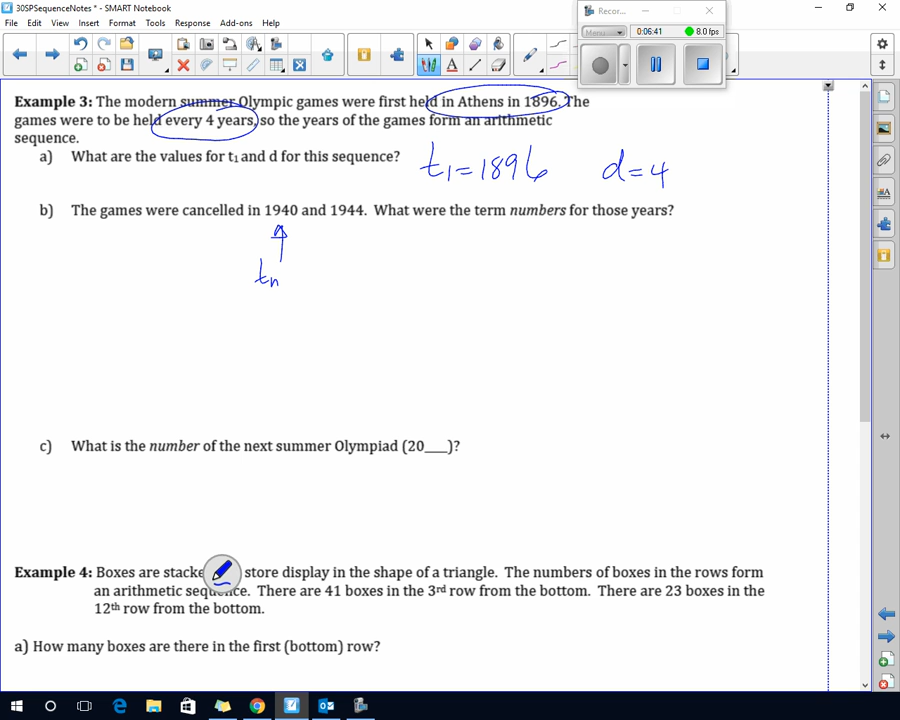 30SPSequenceNotes * - SMART Notebook
Recor...
File Edit View Insert Format Tools Response Add-ons Help
Menu 0:06:41 8.0 fps
Example 3: The modern summer Olympic games were first held in Athens in 1896. The
games were to be held every 4 years, so the years of the games form an arithmetic
sequence.
a) What are the values for t₁ and d for this sequence? t₁=1896 d=4
b) The games were cancelled in 1940 and 1944. What were the term numbers for those years?
tₙ
c) What is the number of the next summer Olympiad (20___)?
Example 4: Boxes are stacke store display in the shape of a triangle. The numbers of boxes in the rows form
an arithmetic sequence. There are 41 boxes in the 3rd row from the bottom. There are 23 boxes in the
12th row from the bottom.
a) How many boxes are there in the first (bottom) row?